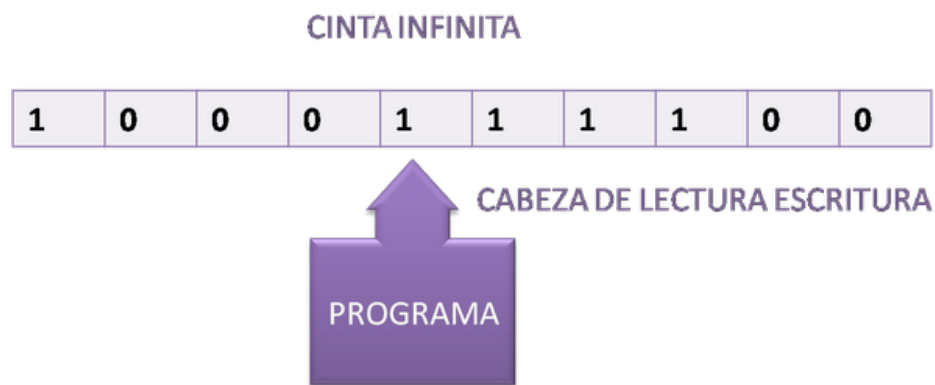 CINTA INFINITA
1 0 0 0 1 1 1 1 0 0
CABEZA DE LECTURA ESCRITURA
PROGRAMA